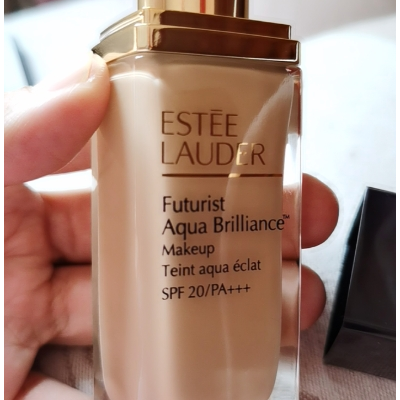 ESTĒE
LAUDER
Futurist
Aqua Brilliance™
Makeup
Teint aqua éclat
SPF 20/PA+++